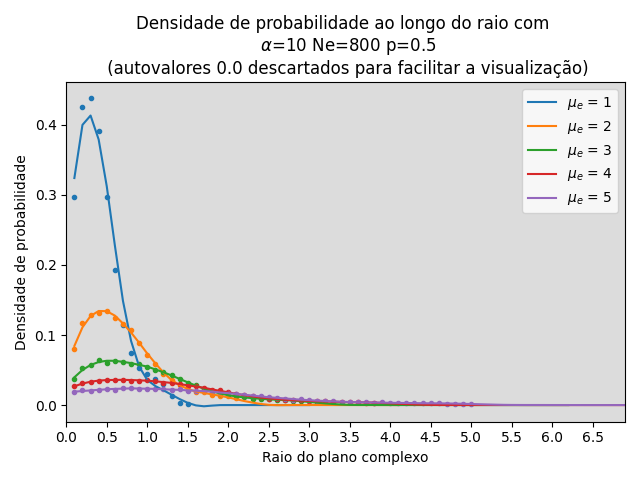 Densidade de probabilidade ao longo do raio com
α=10 Ne=800 p=0.5
(autovalores 0.0 descartados para facilitar a visualização)
Densidade de probabilidade
0.4
0.3
0.2
0.1
0.0
μₑ = 1
μₑ = 2
μₑ = 3
μₑ = 4
μₑ = 5
0.0 0.5 1.0 1.5 2.0 2.5 3.0 3.5 4.0 4.5 5.0 5.5 6.0 6.5
Raio do plano complexo